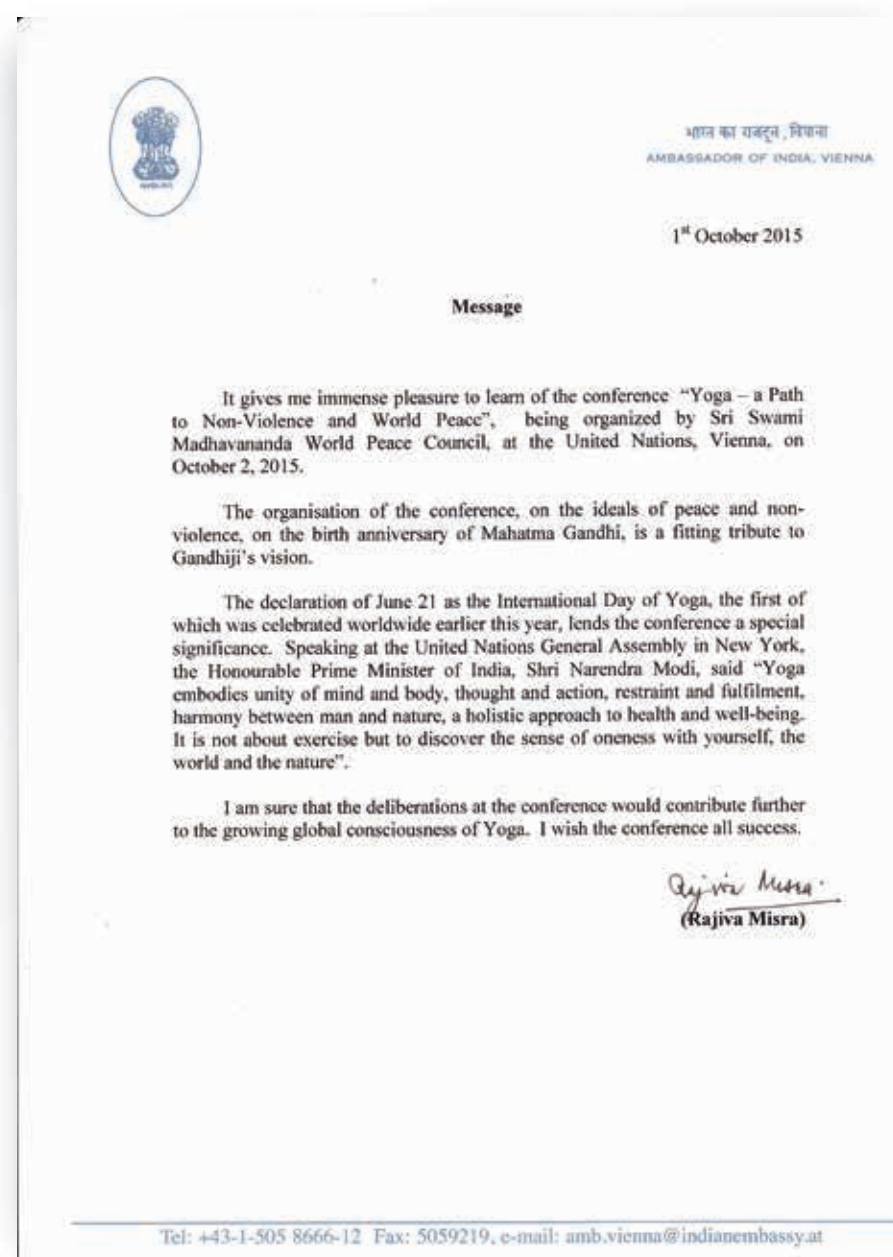 भारत का राजदूत, वियना
AMBASSADOR OF INDIA, VIENNA
1st October 2015
Message
It gives me immense pleasure to learn of the conference “Yoga – a Path
to Non-Violence and World Peace”, being organized by Sri Swami
Madhavananda World Peace Council, at the United Nations, Vienna, on
October 2, 2015.
The organisation of the conference, on the ideals of peace and non-
violence, on the birth anniversary of Mahatma Gandhi, is a fitting tribute to
Gandhiji’s vision.
The declaration of June 21 as the International Day of Yoga, the first of
which was celebrated worldwide earlier this year, lends the conference a special
significance. Speaking at the United Nations General Assembly in New York,
the Honourable Prime Minister of India, Shri Narendra Modi, said “Yoga
embodies unity of mind and body, thought and action, restraint and fulfilment,
harmony between man and nature, a holistic approach to health and well-being.
It is not about exercise but to discover the sense of oneness with yourself, the
world and the nature”.
I am sure that the deliberations at the conference would contribute further
to the growing global consciousness of Yoga. I wish the conference all success.
Rajiva Misra
(Rajiva Misra)
Tel: +43-1-505 8666-12 Fax: 5059219, e-mail: amb.vienna@indianembassy.at